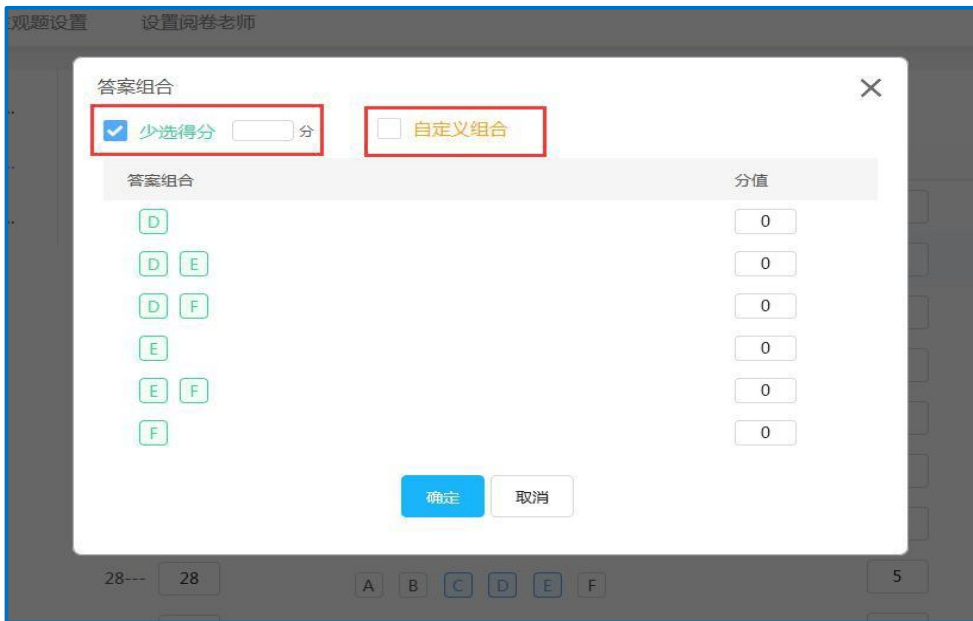 观题设置 设置阅卷老师
答案组合
少选得分 分 自定义组合
答案组合 分值
D 0
D E 0
D F 0
E 0
E F 0
F 0
确定 取消
28--- 28 A B C D E F 5